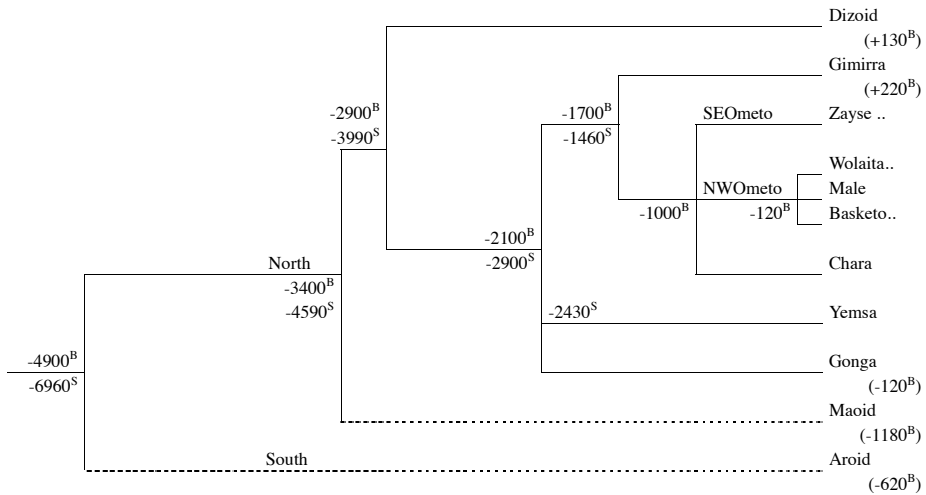 Dizoid
(+130ᴮ)
Gimirra
(+220ᴮ)
-2900ᴮ
-3990ˢ
-1700ᴮ
-1460ˢ
SEOmeto
Zayse ..
Wolaita..
NWOmeto
Male
-1000ᴮ
-120ᴮ
Basketo..
-2100ᴮ
-2900ˢ
North
Chara
-3400ᴮ
-4590ˢ
-2430ˢ
Yemsa
-4900ᴮ
-6960ˢ
Gonga
(-120ᴮ)
Maoid
(-1180ᴮ)
South
Aroid
(-620ᴮ)